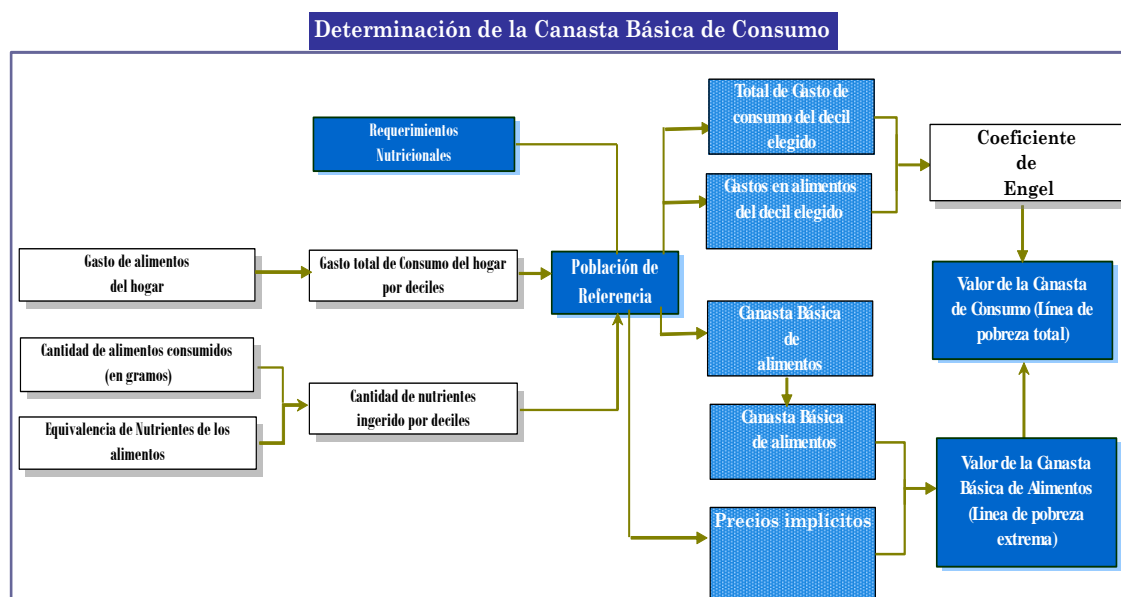 Determinación de la Canasta Básica de Consumo
Requerimientos
Nutricionales
Gasto de alimentos
del hogar
Gasto total de Consumo del hogar
por deciles
Cantidad de alimentos consumidos
(en gramos)
Equivalencia de Nutrientes de los
alimentos
Cantidad de nutrientes
ingerido por deciles
Población de
Referencia
Total de Gasto de
consumo del decil
elegido
Gastos en alimentos
del decil elegido
Canasta Básica
de
alimentos
Canasta Básica
de alimentos
Precios implícitos
Coeficiente
de
Engel
Valor de la Canasta
de Consumo (Línea de
pobreza total)
Valor de la Canasta
Básica de Alimentos
(Linea de pobreza
extrema)